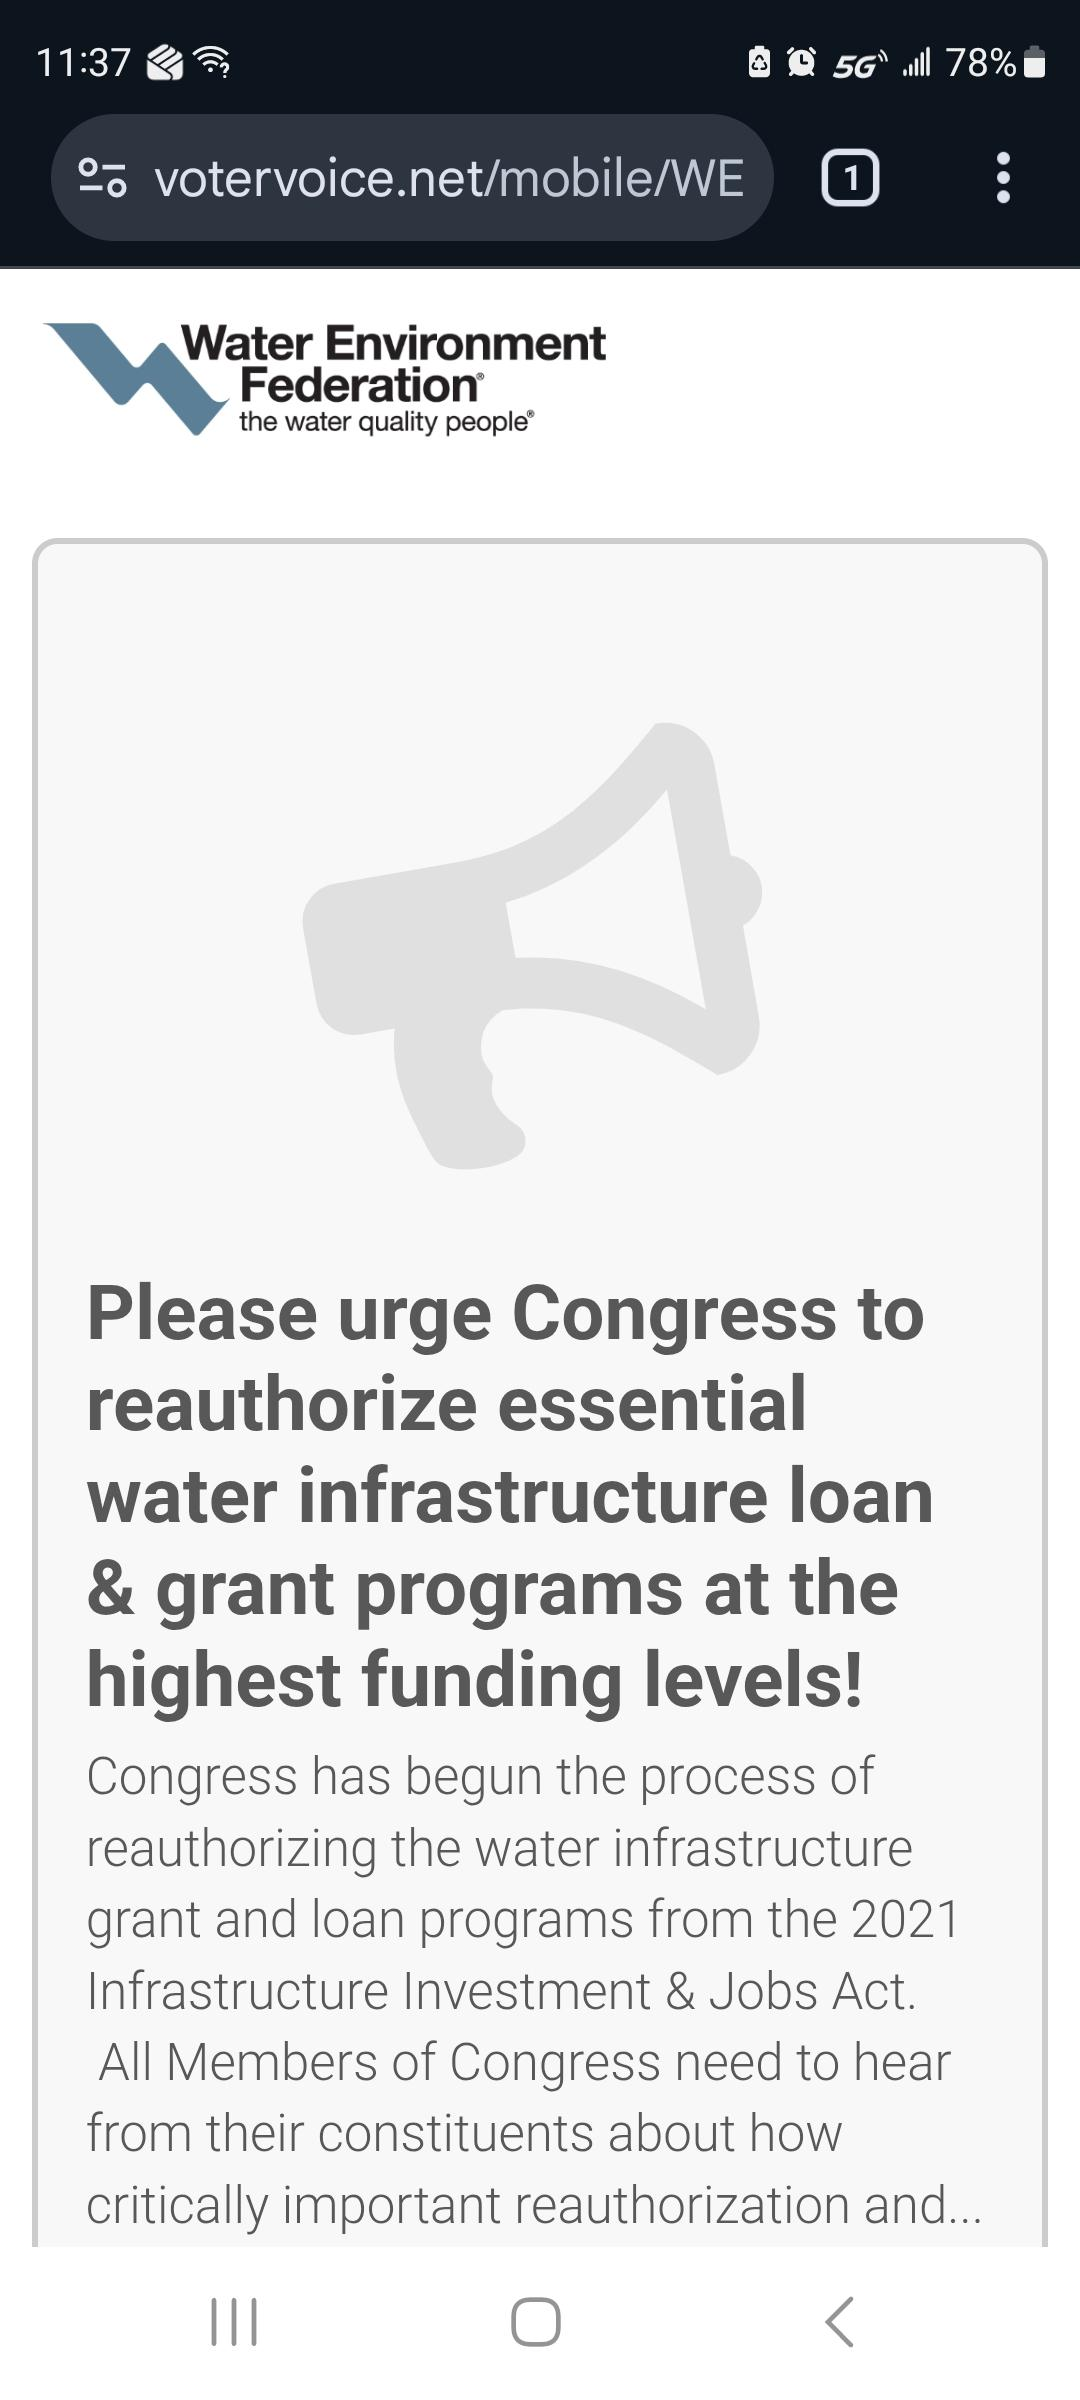 11:37
5G 78%
votervoice.net/mobile/WE
1
Water Environment
Federation®
the water quality people®
Please urge Congress to
reauthorize essential
water infrastructure loan
& grant programs at the
highest funding levels!
Congress has begun the process of
reauthorizing the water infrastructure
grant and loan programs from the 2021
Infrastructure Investment & Jobs Act.
All Members of Congress need to hear
from their constituents about how
critically important reauthorization and...